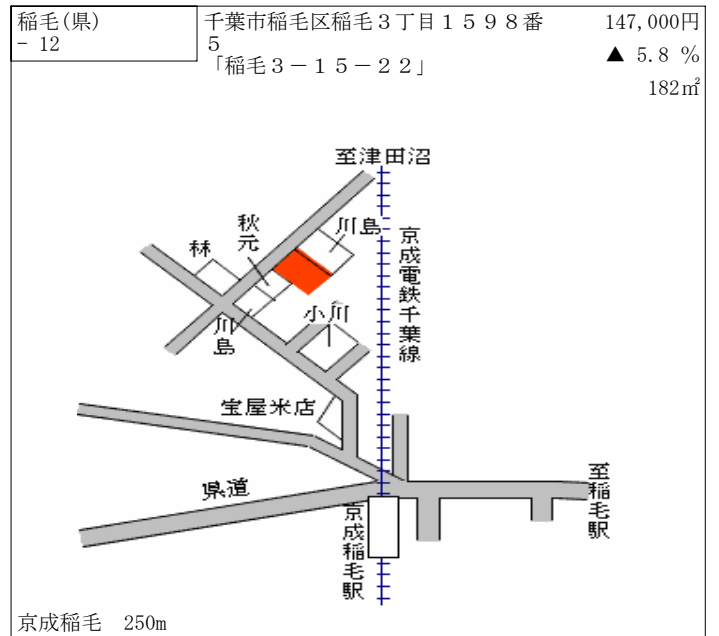 稲毛(県)
- 12
千葉市稲毛区稲毛３丁目１５９８番
5
「稲毛３－１５－２２」
147,000円
▲ 5.8 %
182㎡
至津田沼
川島
秋元
林
京成電鉄千葉線
小川
川島
宝屋米店
県道
至稲毛駅
京成稲毛駅
京成稲毛　250m